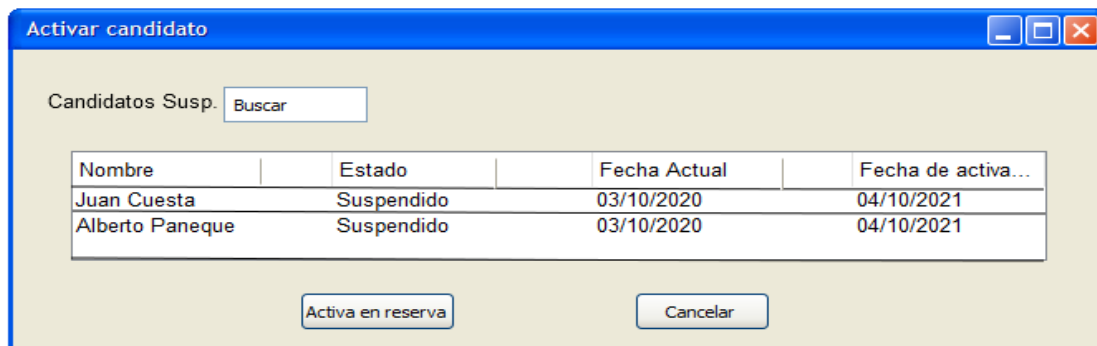 Activar candidato
Candidatos Susp. Buscar
Nombre Estado Fecha Actual Fecha de activa...
Juan Cuesta Suspendido 03/10/2020 04/10/2021
Alberto Paneque Suspendido 03/10/2020 04/10/2021
Activa en reserva Cancelar